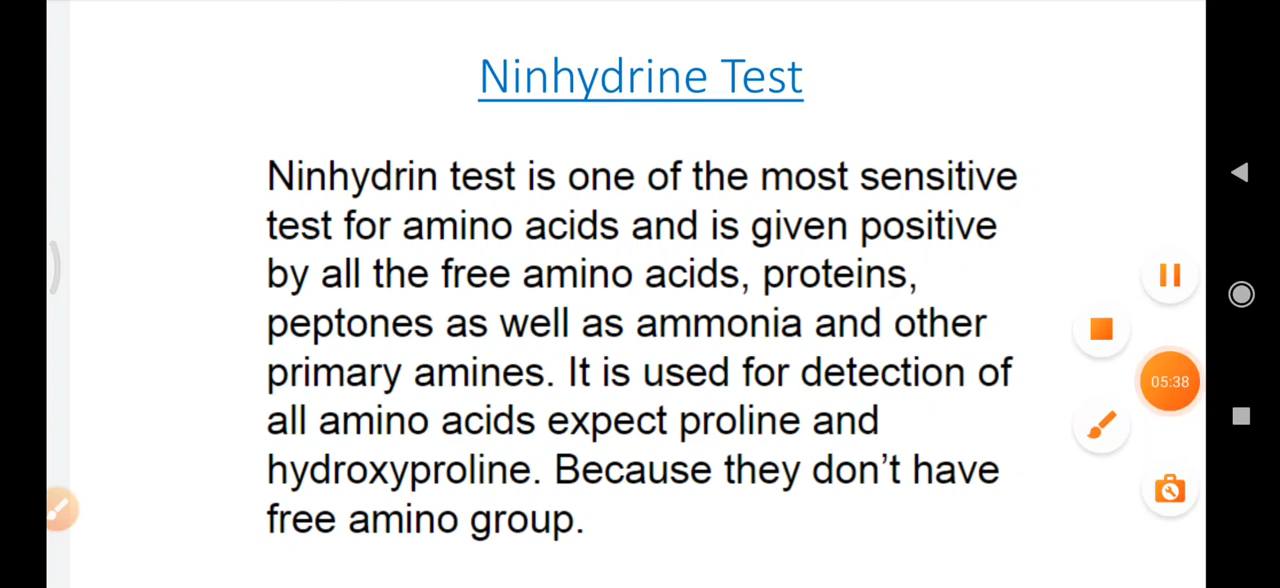 Ninhydrine Test
Ninhydrin test is one of the most sensitive
test for amino acids and is given positive
by all the free amino acids, proteins,
peptones as well as ammonia and other
primary amines. It is used for detection of
all amino acids expect proline and
hydroxyproline. Because they don’t have
free amino group.
05:38